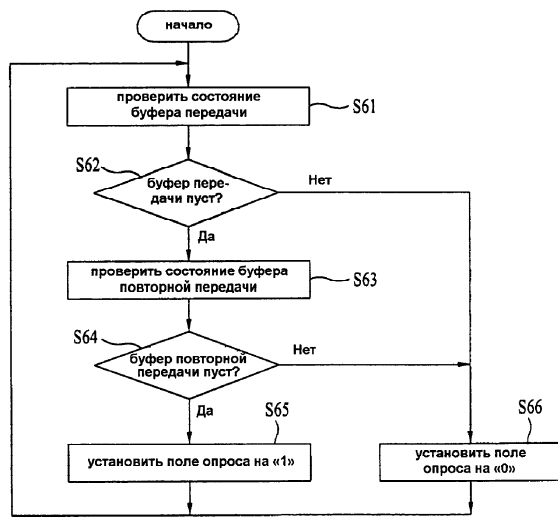 начало
проверить состояние
буфера передачи
S61
S62
буфер пере-
дачи пуст?
Нет
Да
проверить состояние буфера
повторной передачи
S63
S64
буфер повторной
передачи пуст?
Нет
Да
S65
установить поле опроса на «1»
S66
установить поле
опроса на «0»